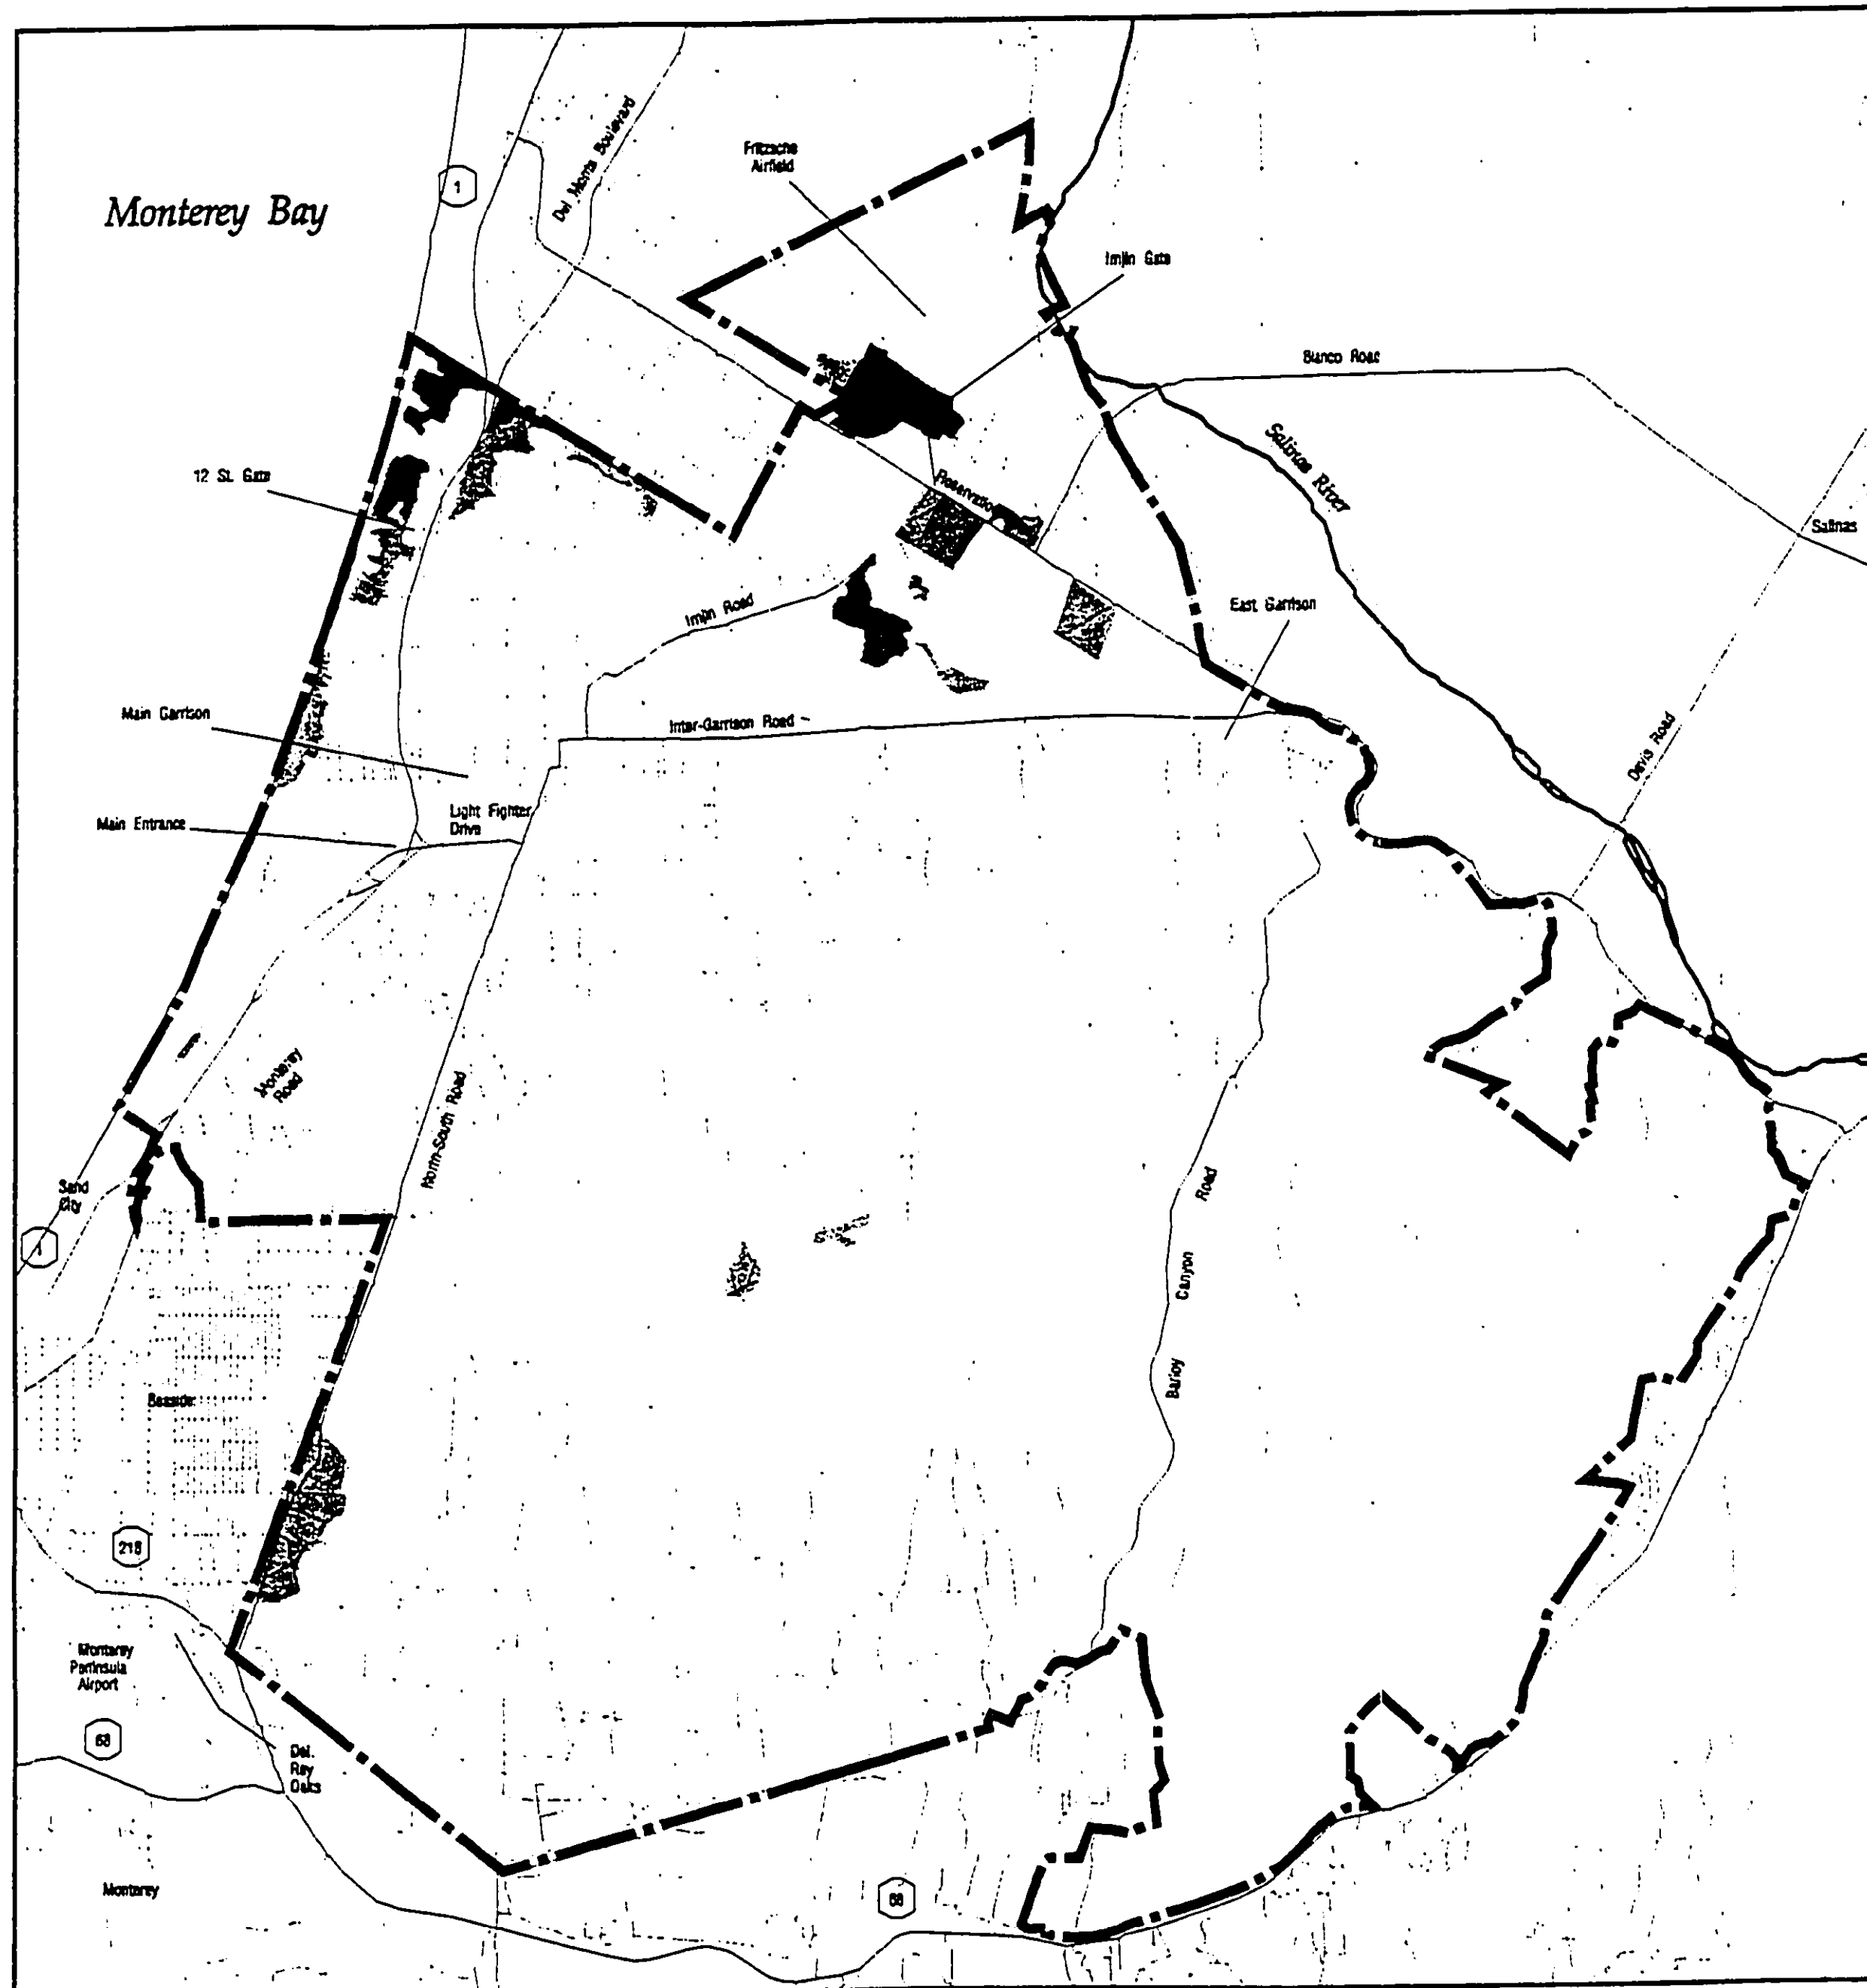 Monterey Bay
1
Del Monte Boulevard
Fritzsche
Airfield
Imjin Gate
Blanco Road
Salinas River
Salinas
12 St. Gate
Reservation
Imjin Road
East Garrison
Main Garrison
Inter-Garrison Road
Davis Road
Main Entrance
Light Fighter
Drive
Monterey
Road
North-South Road
Barloy Canyon Road
Sand
City
1
Seaside
218
Monterey
Peninsula
Airport
68
Del
Rey
Oaks
Monterey
68